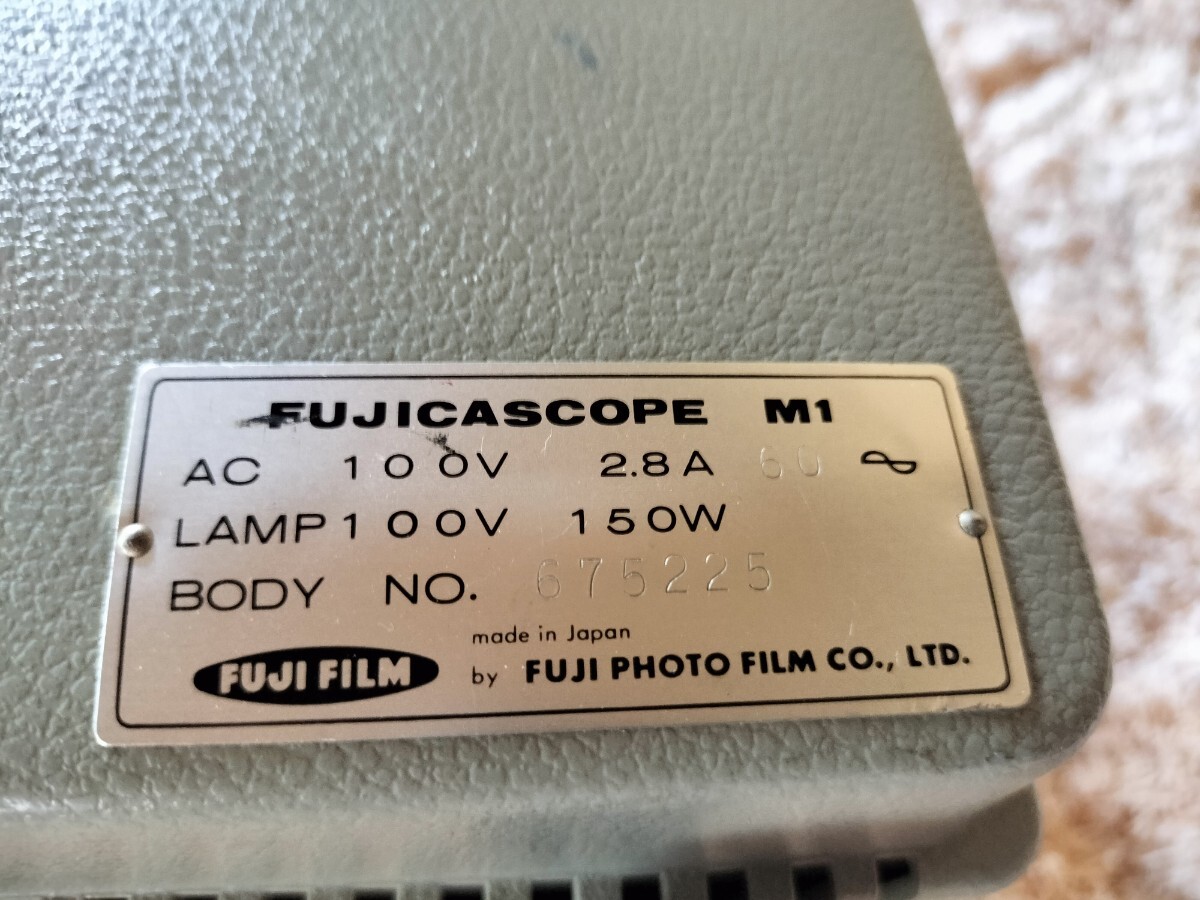 FUJICASCOPE M1
AC 100V 2.8A 60 ∿
LAMP 100V 150W
BODY NO. 675225
made in Japan
FUJI FILM by FUJI PHOTO FILM CO., LTD.